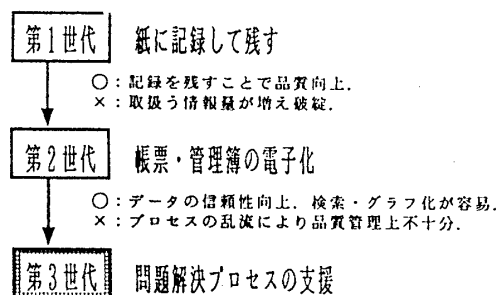 第1世代 紙に記録して残す
○：記録を残すことで品質向上．
×：取扱う情報量が増え破綻．
第2世代 帳票・管理簿の電子化
○：データの信頼性向上．検索・グラフ化が容易．
×：プロセスの乱流により品質管理上不十分．
第3世代 問題解決プロセスの支援